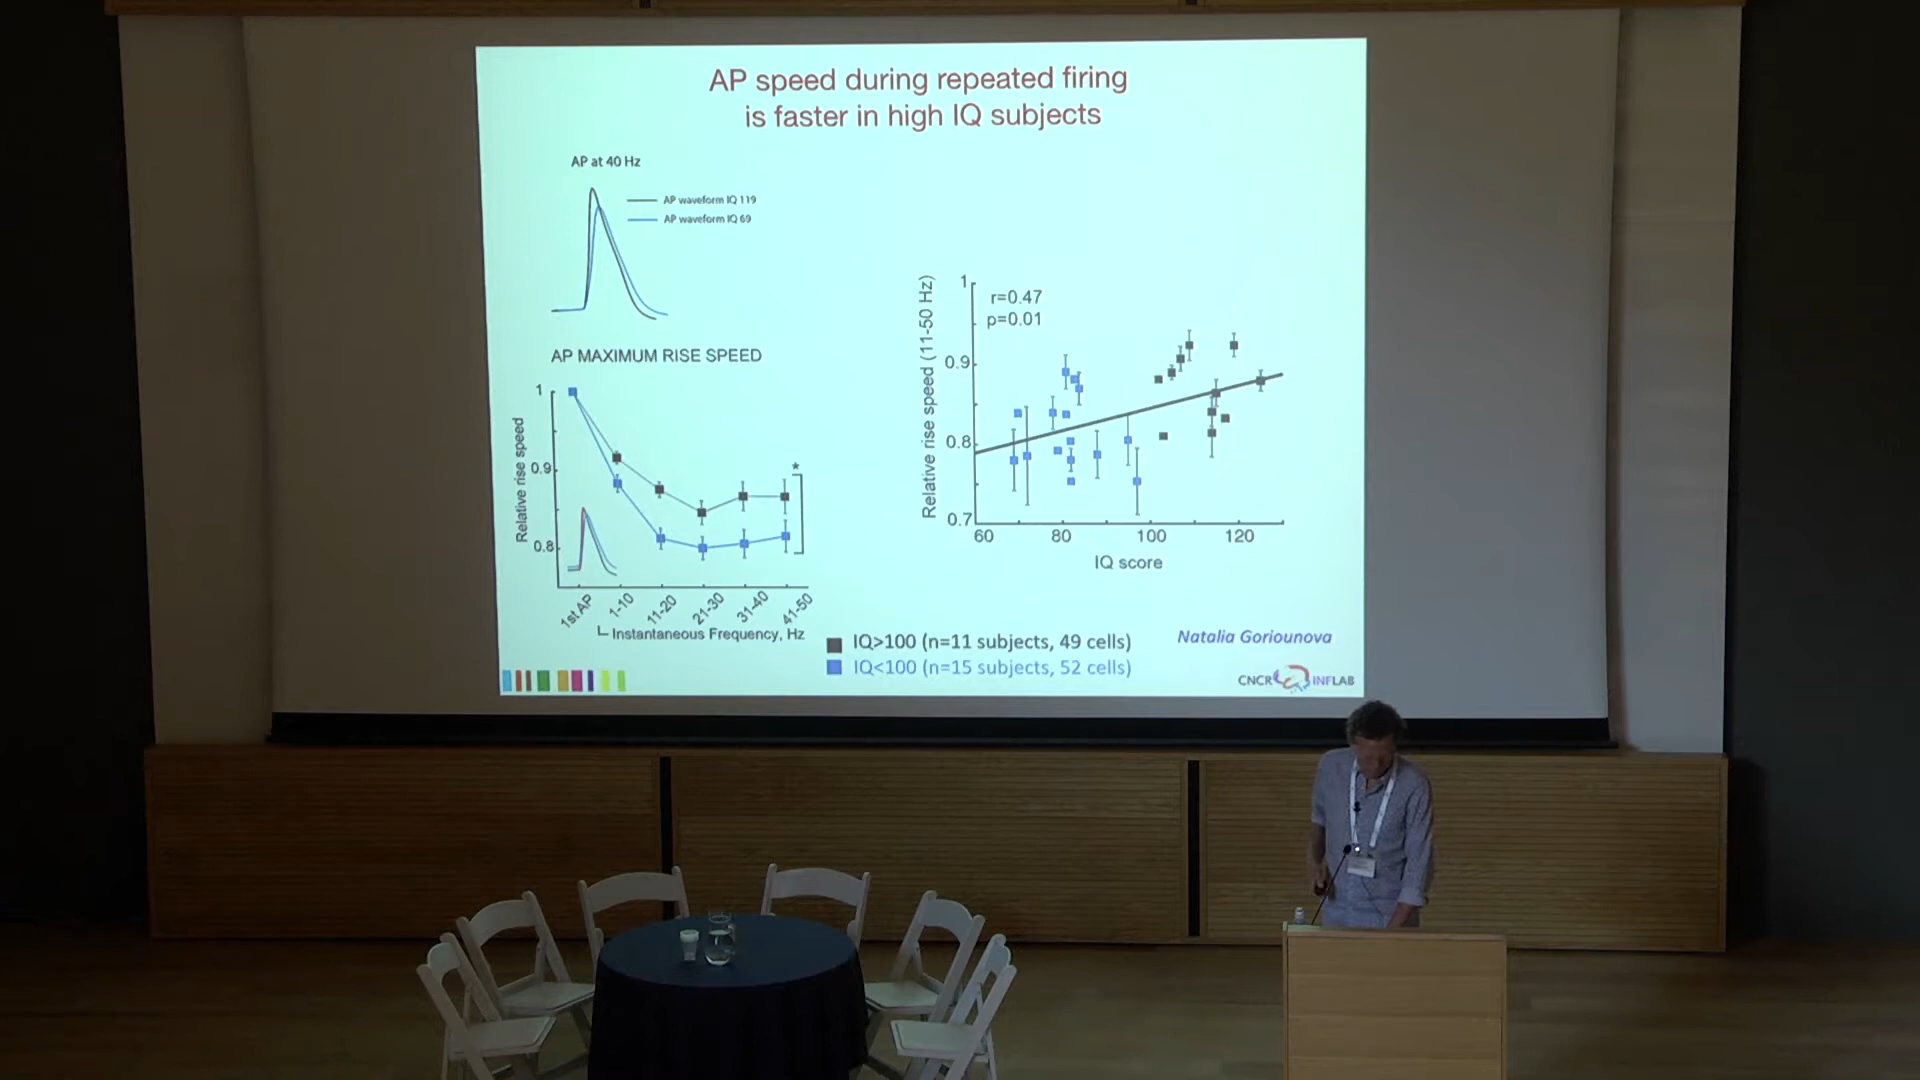 AP speed during repeated firing
is faster in high IQ subjects
AP at 40 Hz
AP waveform IQ 119
AP waveform IQ 69
AP MAXIMUM RISE SPEED
Relative rise speed
1
0.9
0.8
*
1st AP
1-10
11-20
21-30
31-40
41-50
Instantaneous Frequency, Hz
Relative rise speed (11-50 Hz)
1
0.9
0.8
0.7
r=0.47
p=0.01
60
80
100
120
IQ score
IQ>100 (n=11 subjects, 49 cells)
IQ<100 (n=15 subjects, 52 cells)
Natalia Goriounova
CNCR INFLAB